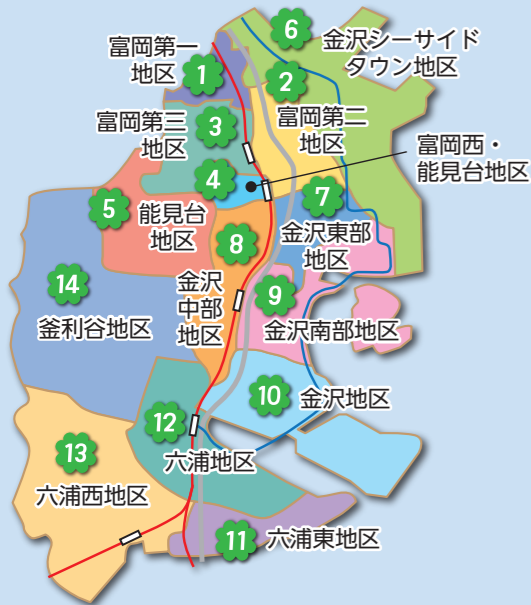 1
富岡第一
地区
2
富岡第二
地区
3
富岡第三
地区
4
富岡西・
能見台地区
5
能見台
地区
6
金沢シーサイド
タウン地区
7
金沢東部
地区
8
金沢
中部
地区
9
金沢南部地区
10
金沢地区
11
六浦東地区
12
六浦地区
13
六浦西地区
14
釜利谷地区